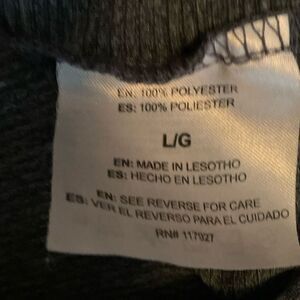 EN: 100% POLYESTER
ES: 100% POLIESTER
L/G
EN: MADE IN LESOTHO
ES: HECHO EN LESOTHO
EN: SEE REVERSE FOR CARE
ES: VER EL REVERSO PARA EL CUIDADO
RN# 117027